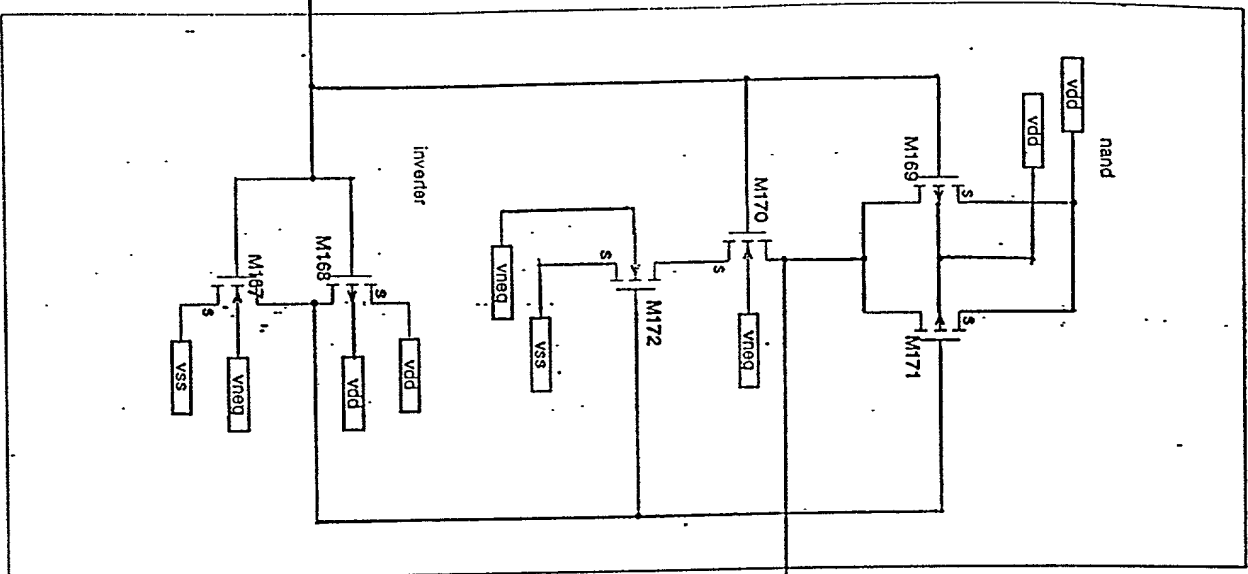 nand
vdd
vdd
M169
s
s
M171
M170
s
vneg
M172
s
vneg
vss
inverter
M168
s
M167
s
vdd
vdd
vneg
vss